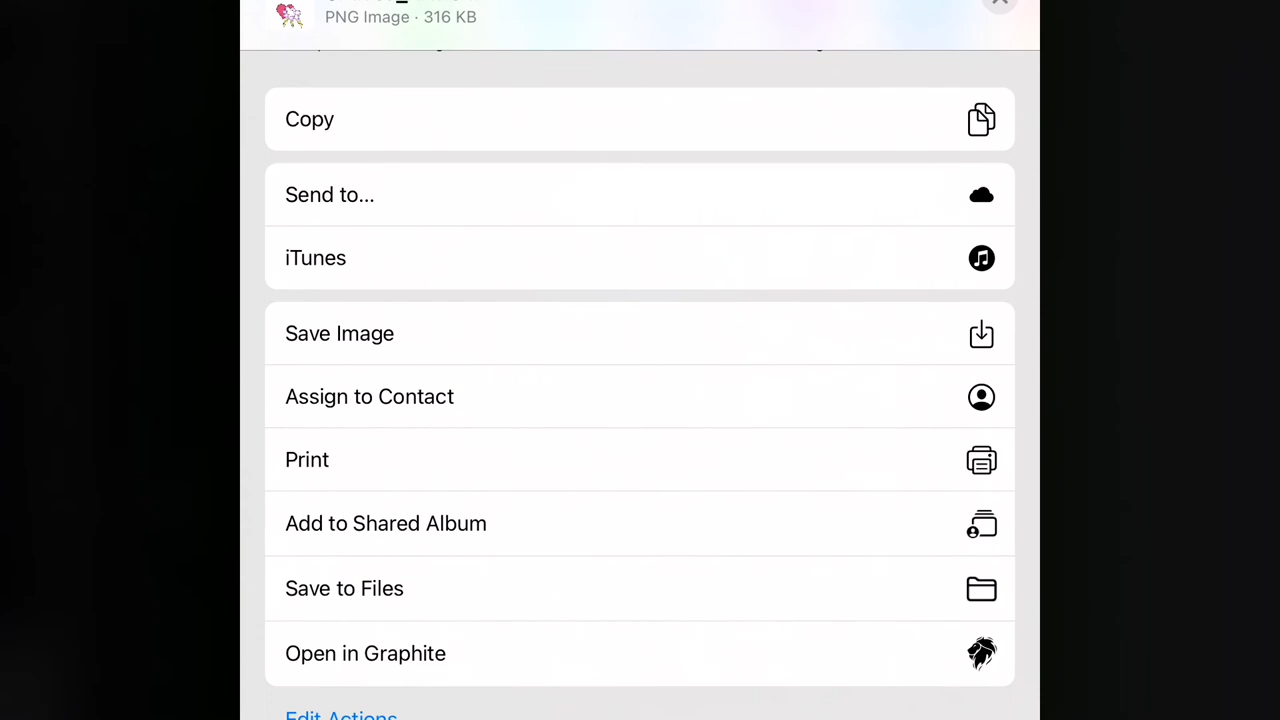 PNG Image · 316 KB
Copy
Send to...
iTunes
Save Image
Assign to Contact
Print
Add to Shared Album
Save to Files
Open in Graphite
Edit Actions